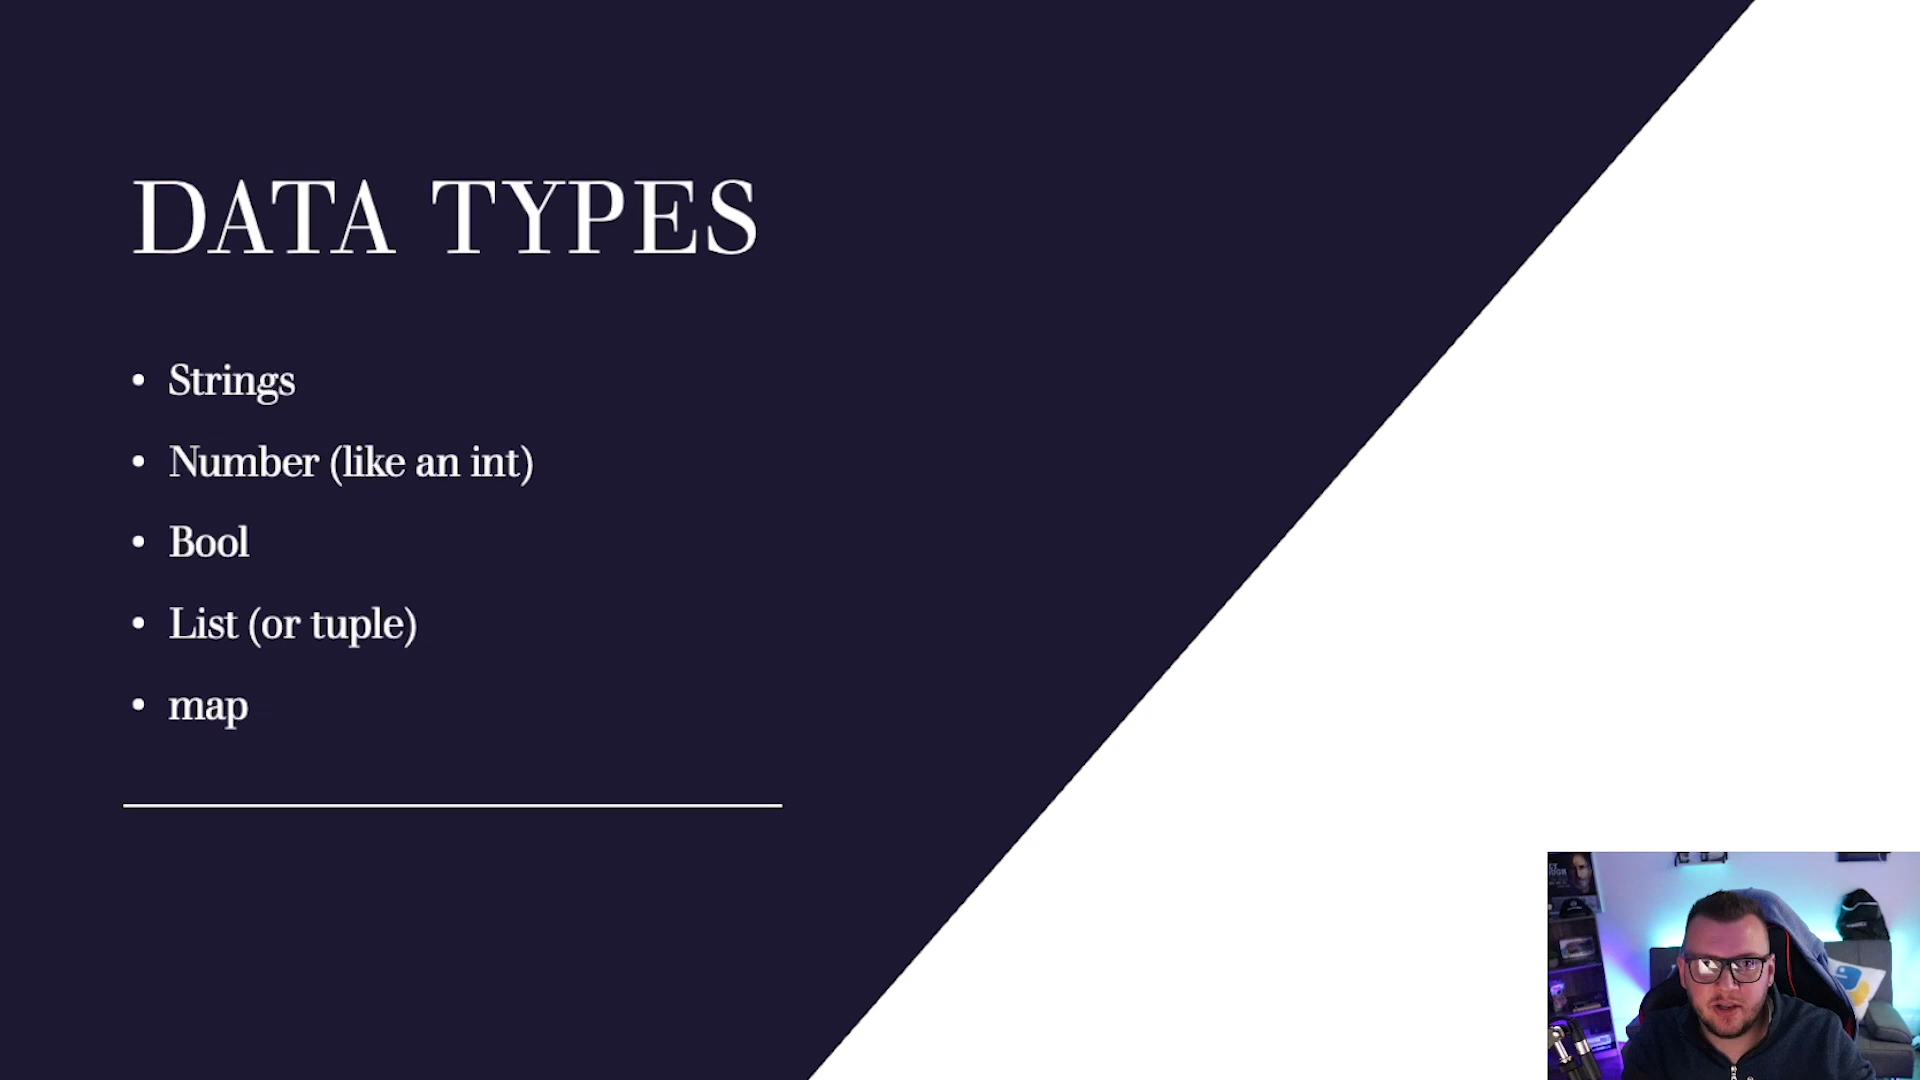 DATA TYPES
• Strings
• Number (like an int)
• Bool
• List (or tuple)
• map